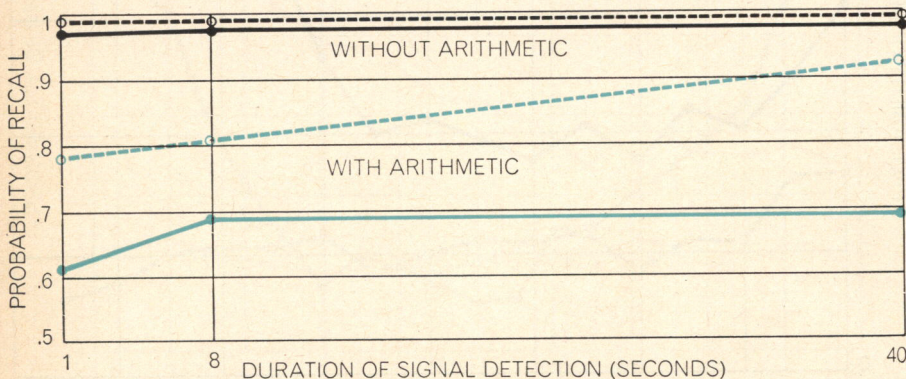 PROBABILITY OF RECALL
1
.9
.8
.7
.6
.5
WITHOUT ARITHMETIC
WITH ARITHMETIC
1 8 40
DURATION OF SIGNAL DETECTION (SECONDS)